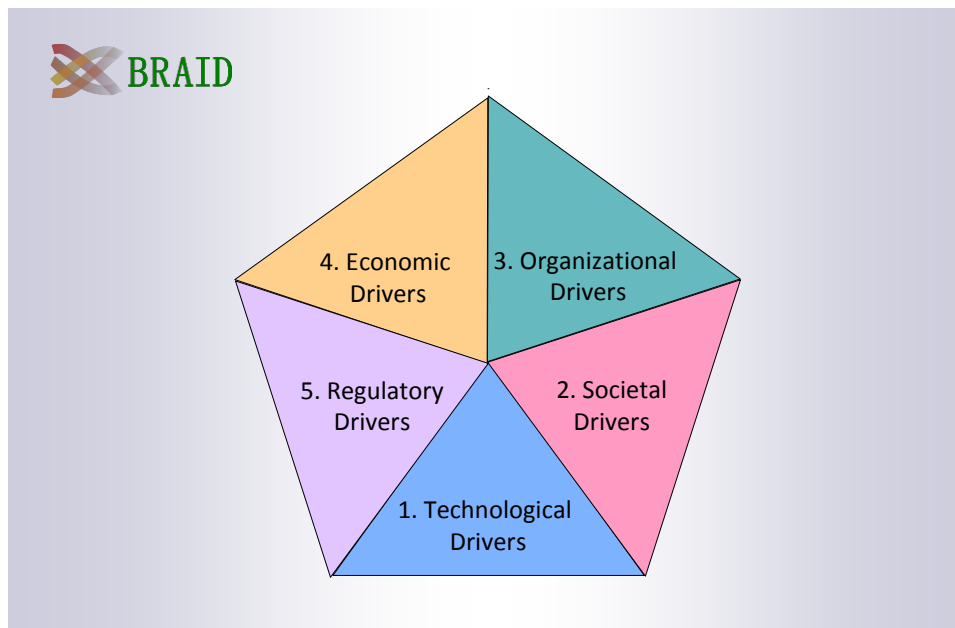 BRAID
4. Economic
Drivers
3. Organizational
Drivers
5. Regulatory
Drivers
2. Societal
Drivers
1. Technological
Drivers